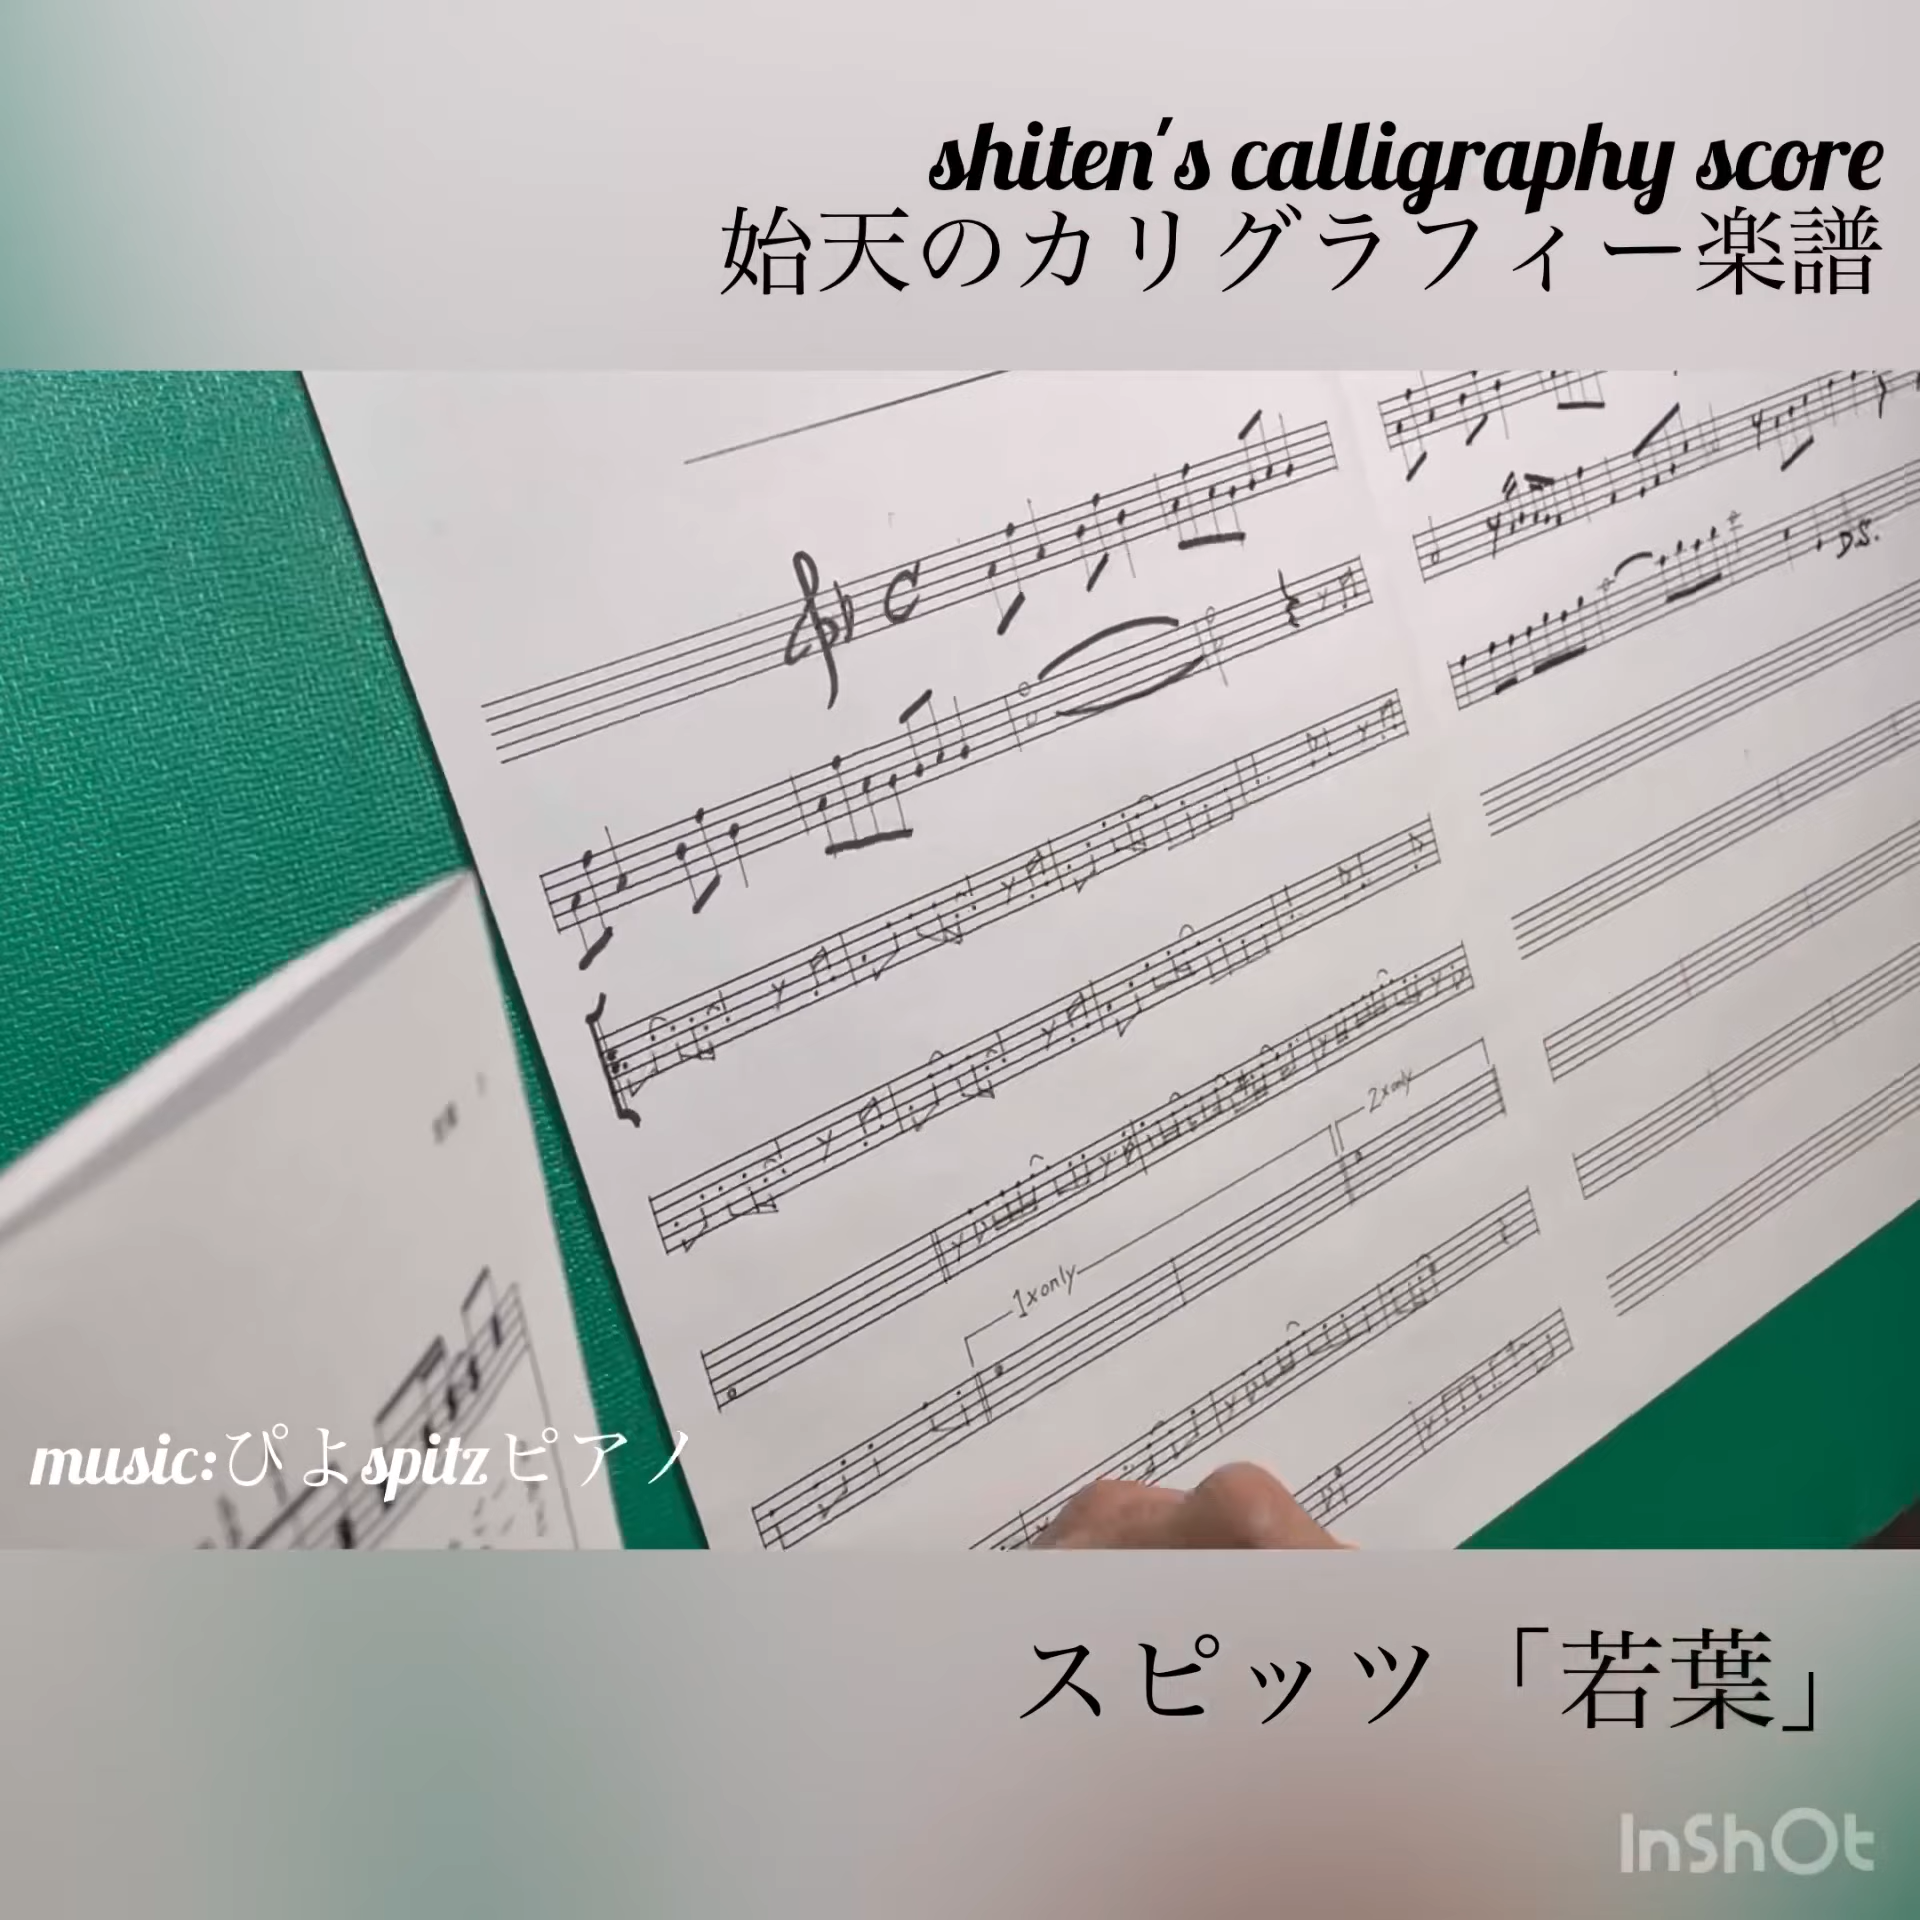 shiten's calligraphy score
始天のカリグラフィー楽譜
D.S.
2x only
1x only
music:ぴよspitzピアノ
スピッツ「若葉」
InShOt